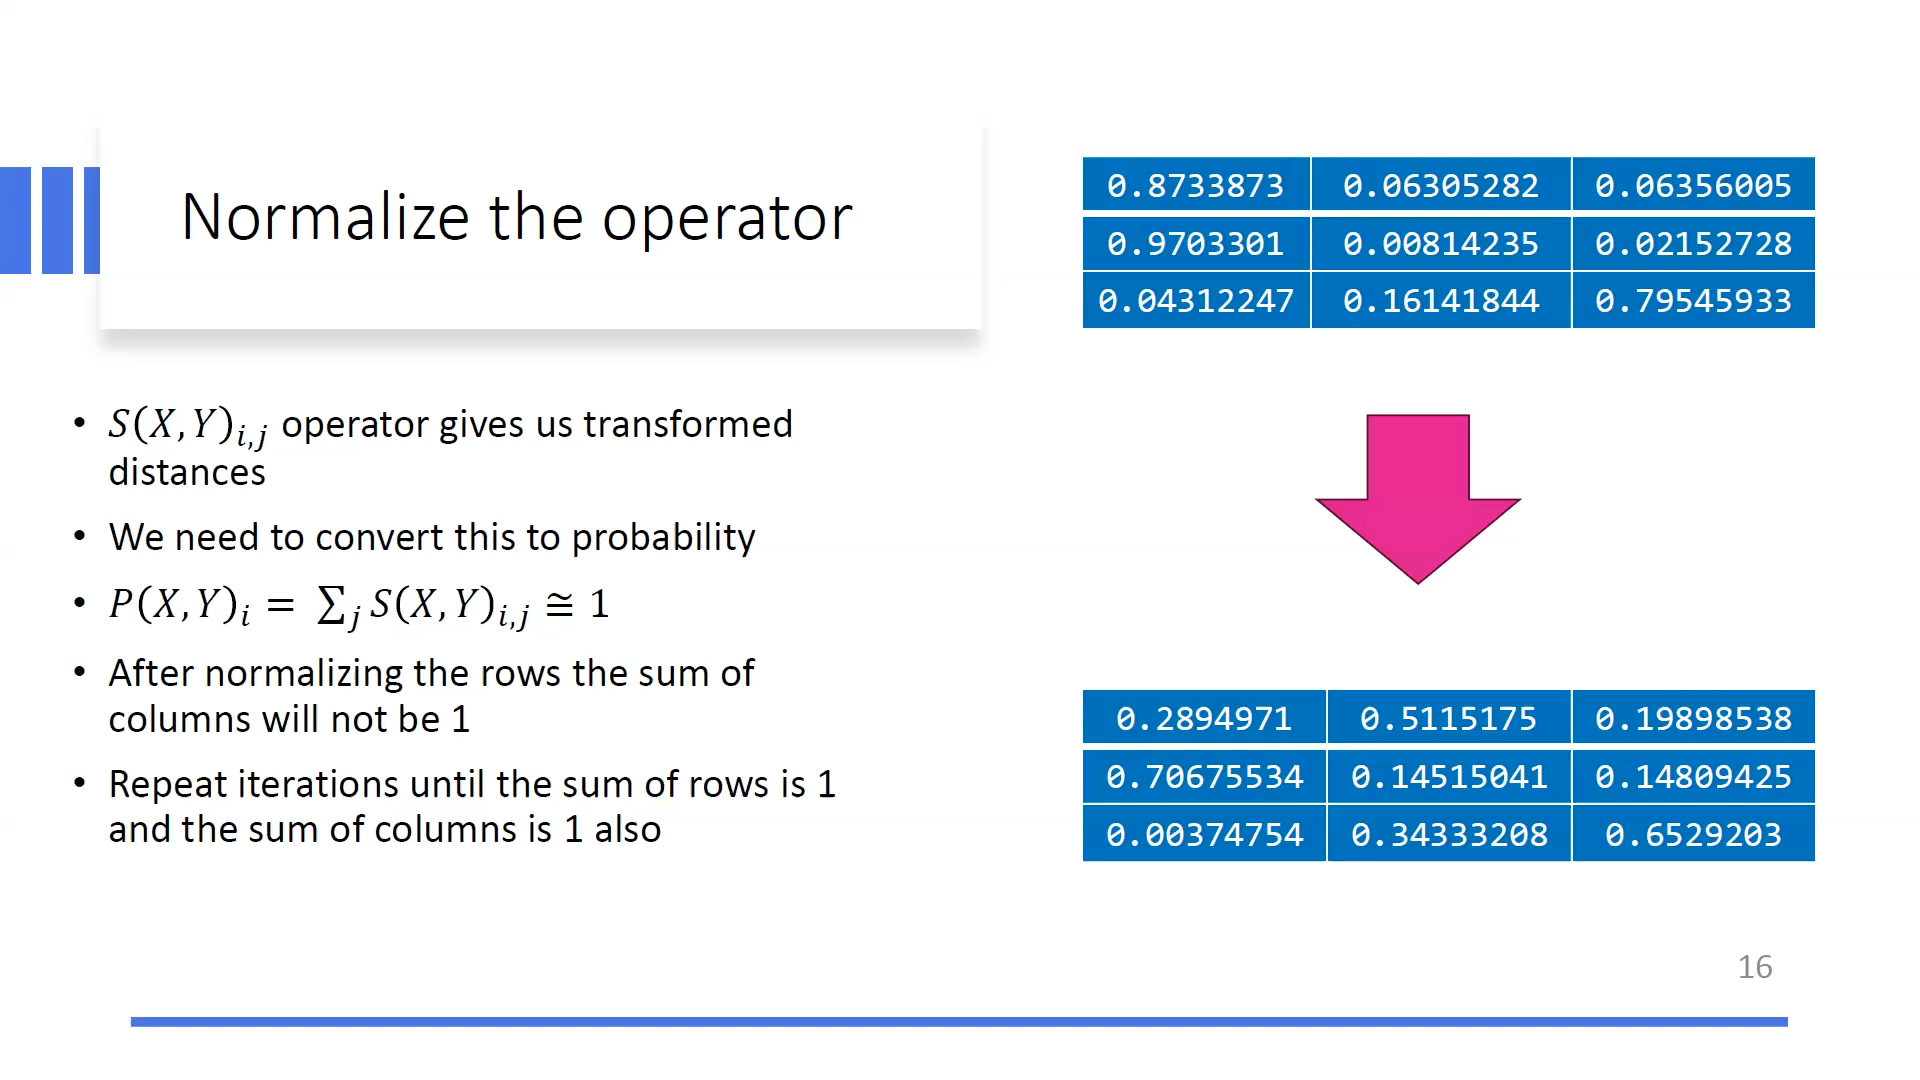 Normalize the operator
• S(X,Y)i,j operator gives us transformed
distances
• We need to convert this to probability
• P(X,Y)i = ∑j S(X,Y)i,j ≅ 1
• After normalizing the rows the sum of
columns will not be 1
• Repeat iterations until the sum of rows is 1
and the sum of columns is 1 also
0.8733873 0.06305282 0.06356005
0.9703301 0.00814235 0.02152728
0.04312247 0.16141844 0.79545933
0.2894971 0.5115175 0.19898538
0.70675534 0.14515041 0.14809425
0.00374754 0.34333208 0.6529203
16